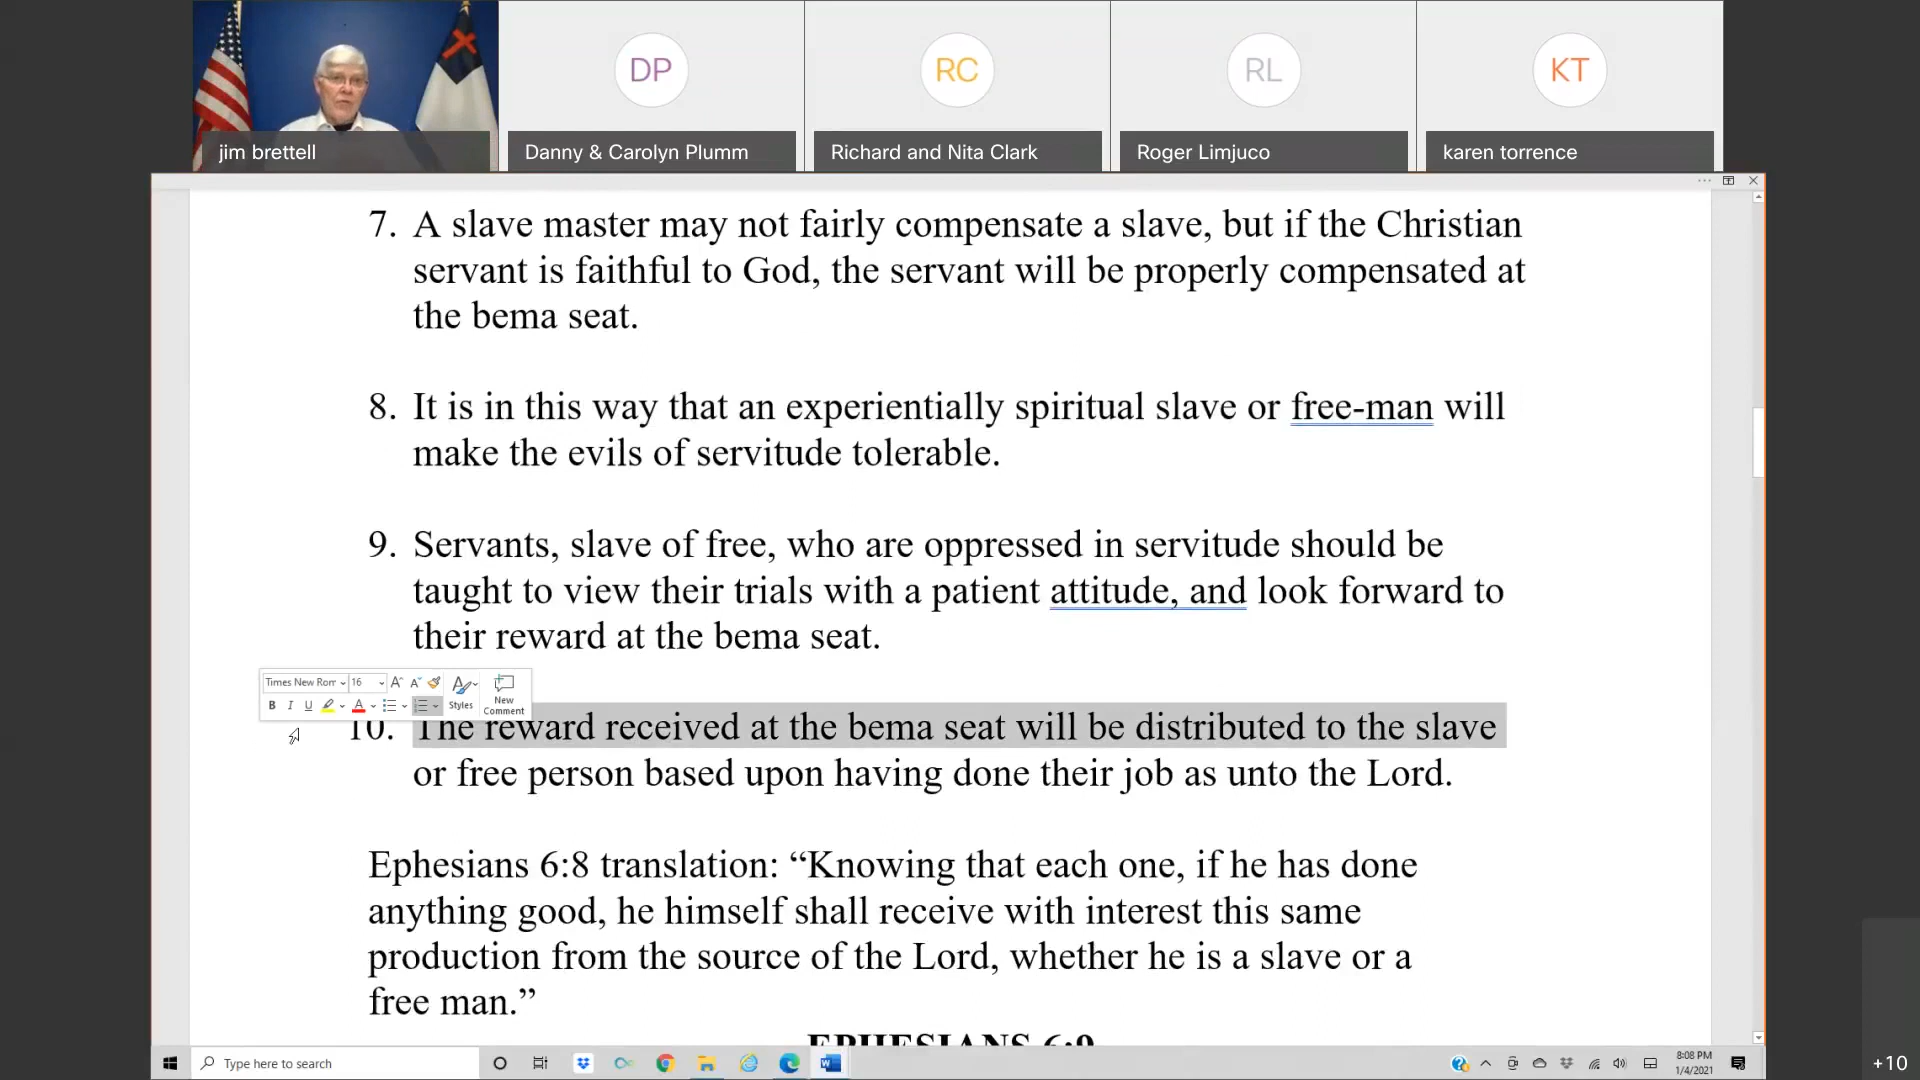 DP
RC
RL
KT
jim brettell
Danny & Carolyn Plumm
Richard and Nita Clark
Roger Limjuco
karen torrence
7. A slave master may not fairly compensate a slave, but if the Christian
servant is faithful to God, the servant will be properly compensated at
the bema seat.
8. It is in this way that an experientially spiritual slave or free-man will
make the evils of servitude tolerable.
9. Servants, slave of free, who are oppressed in servitude should be
taught to view their trials with a patient attitude, and look forward to
their reward at the bema seat.
Times New Ror 16
B I U Styles New
Comment
10. The reward received at the bema seat will be distributed to the slave
or free person based upon having done their job as unto the Lord.
Ephesians 6:8 translation: “Knowing that each one, if he has done
anything good, he himself shall receive with interest this same
production from the source of the Lord, whether he is a slave or a
free man.”
EPHESIANS 6:9
Type here to search
8:08 PM
1/4/2021
+10